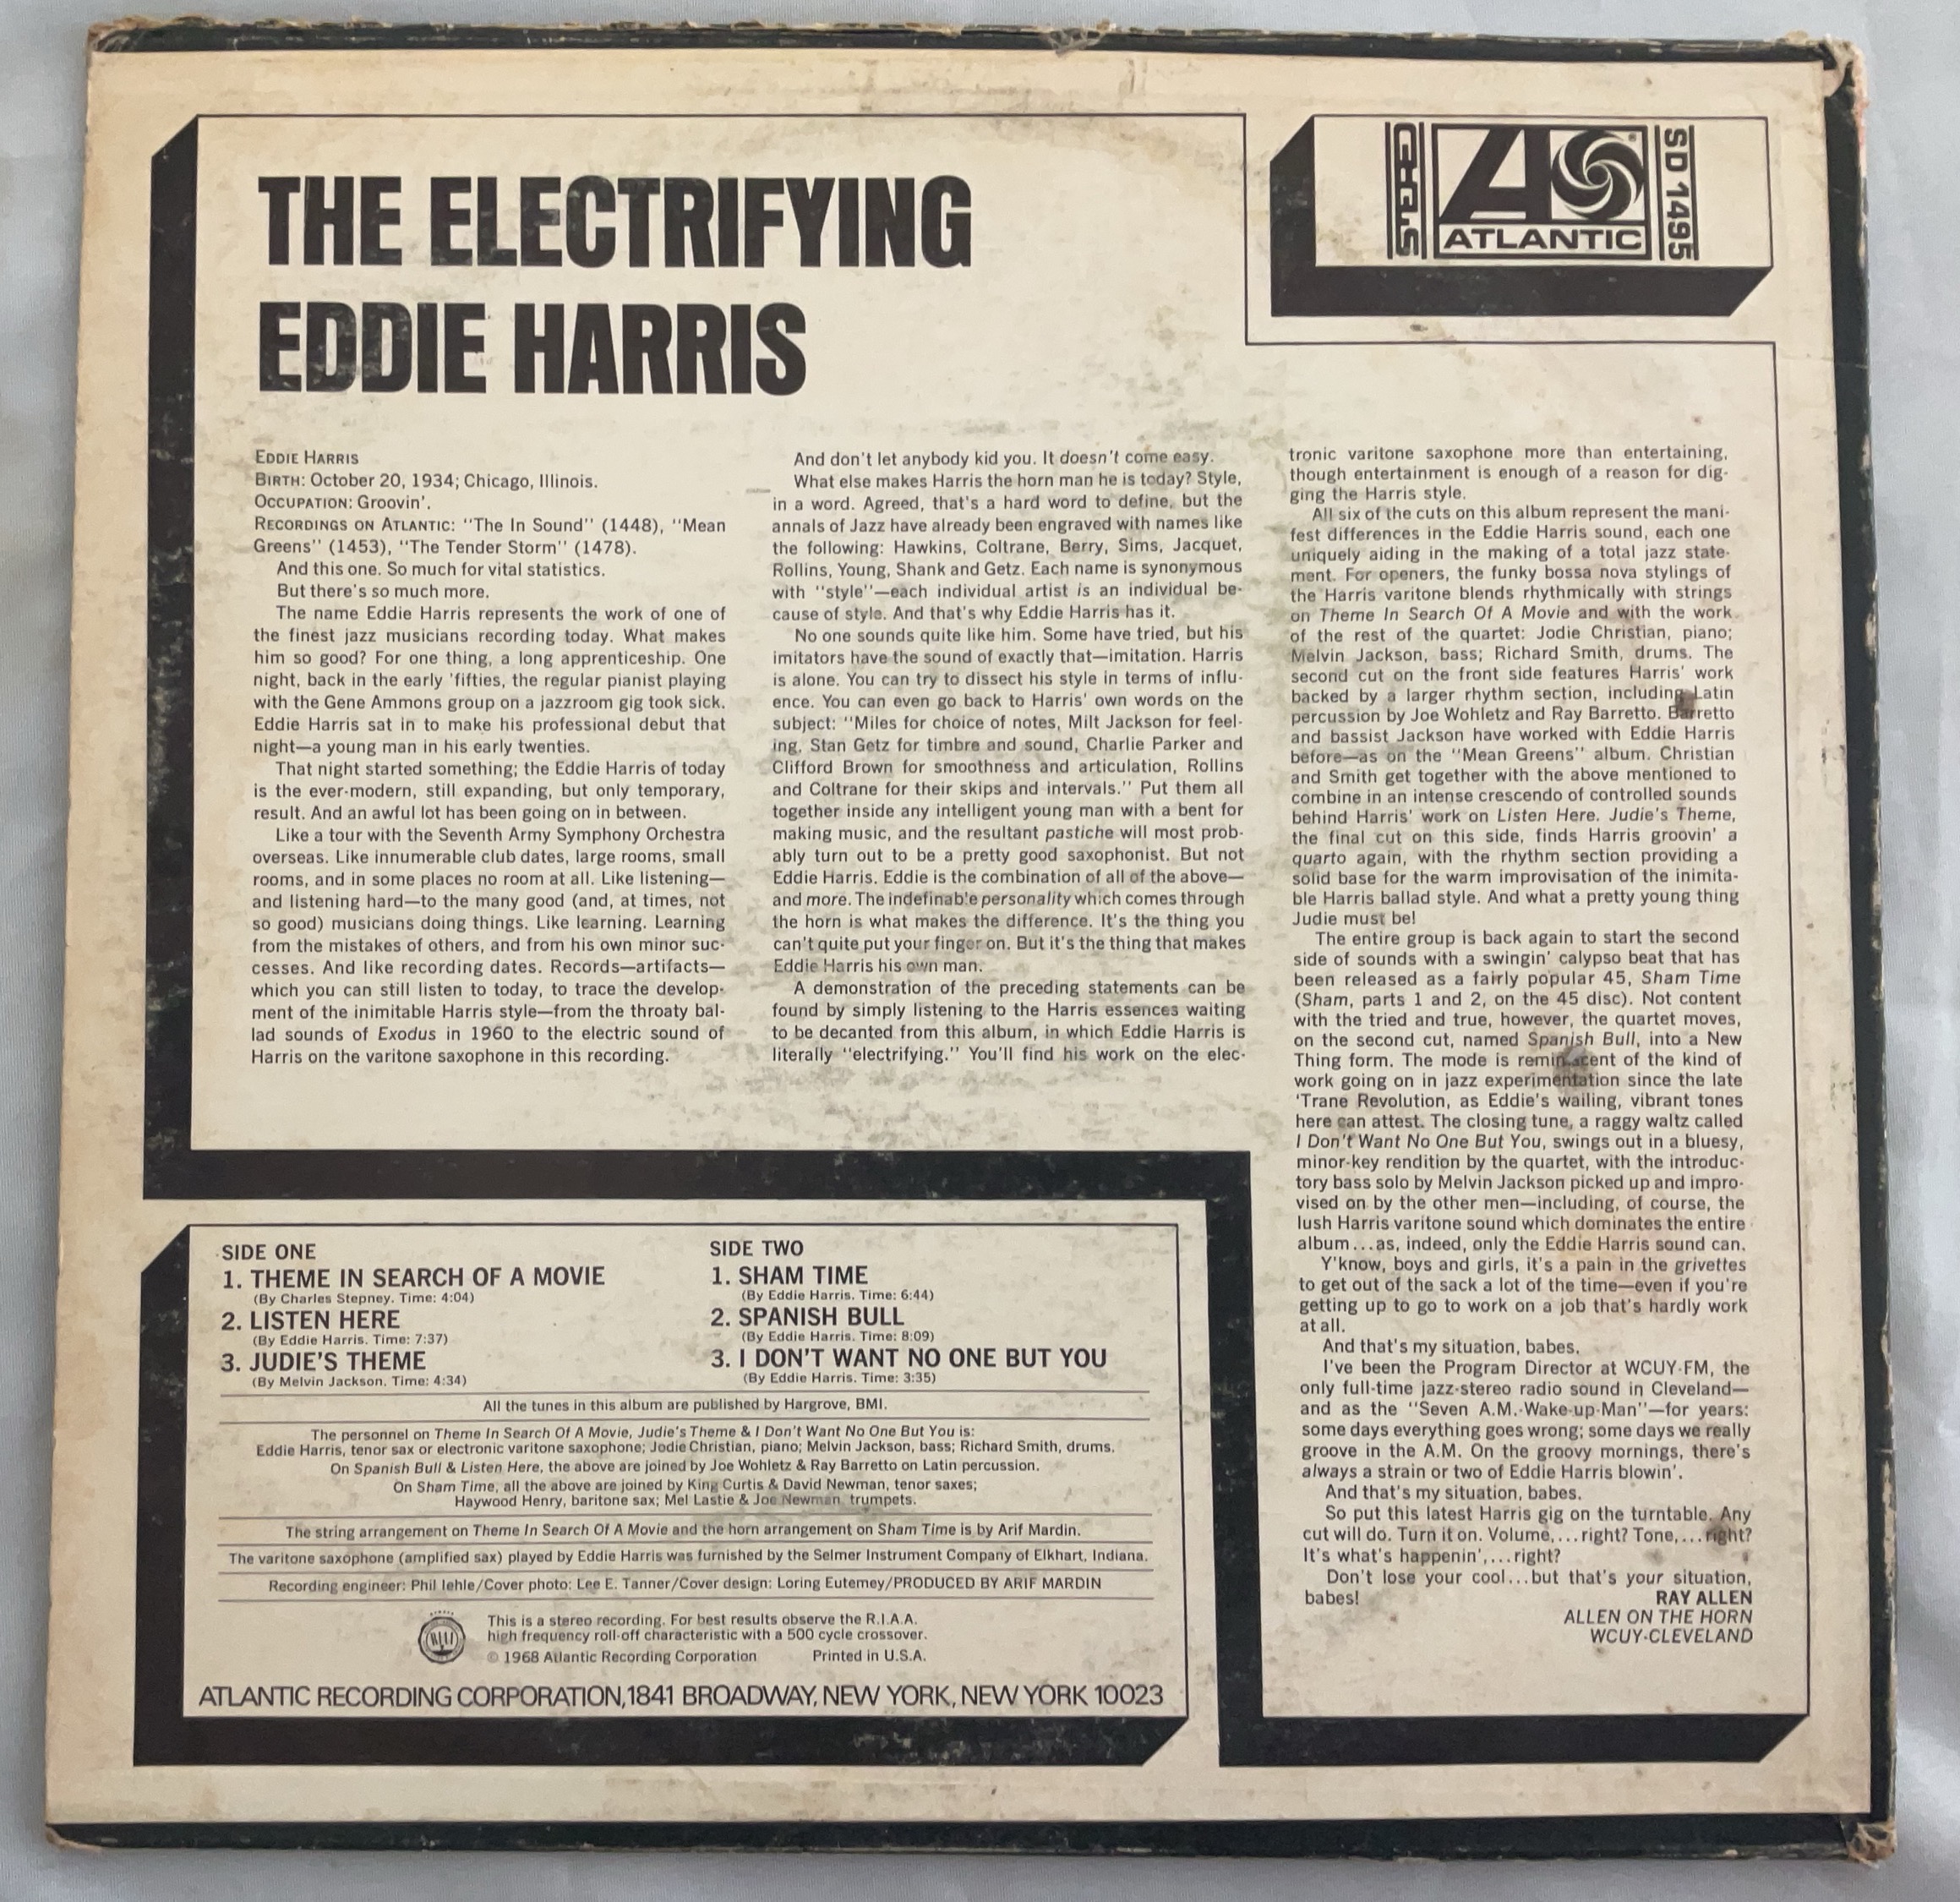 THE ELECTRIFYING
EDDIE HARRIS
ATLANTIC
SD 1495
EDDIE HARRIS
BIRTH: October 20, 1934; Chicago, Illinois.
OCCUPATION: Groovin'.
RECORDINGS ON ATLANTIC: "The In Sound" (1448), "Mean
Greens" (1453), "The Tender Storm" (1478).
And this one. So much for vital statistics.
But there's so much more.
The name Eddie Harris represents the work of one of
the finest jazz musicians recording today. What makes
him so good? For one thing, a long apprenticeship. One
night, back in the early 'fifties, the regular pianist playing
with the Gene Ammons group on a jazzroom gig took sick.
Eddie Harris sat in to make his professional debut that
night—a young man in his early twenties.
That night started something; the Eddie Harris of today
is the ever-modern, still expanding, but only temporary,
result. And an awful lot has been going on in between.
Like a tour with the Seventh Army Symphony Orchestra
overseas. Like innumerable club dates, large rooms, small
rooms, and in some places no room at all. Like listening—
and listening hard—to the many good (and, at times, not
so good) musicians doing things. Like learning. Learning
from the mistakes of others, and from his own minor suc-
cesses. And like recording dates. Records—artifacts—
which you can still listen to today, to trace the develop-
ment of the inimitable Harris style—from the throaty bal-
lad sounds of Exodus in 1960 to the electric sound of
Harris on the varitone saxophone in this recording.
And don't let anybody kid you. It doesn't come easy.
What else makes Harris the horn man he is today? Style,
in a word. Agreed, that's a hard word to define, but the
annals of Jazz have already been engraved with names like
the following: Hawkins, Coltrane, Berry, Sims, Jacquet,
Rollins, Young, Shank and Getz. Each name is synonymous
with "style"—each individual artist is an individual be-
cause of style. And that's why Eddie Harris has it.
No one sounds quite like him. Some have tried, but his
imitators have the sound of exactly that—imitation. Harris
is alone. You can try to dissect his style in terms of influ-
ence. You can even go back to Harris' own words on the
subject: "Miles for choice of notes, Milt Jackson for feel-
ing, Stan Getz for timbre and sound, Charlie Parker and
Clifford Brown for smoothness and articulation, Rollins
and Coltrane for their skips and intervals." Put them all
together inside any intelligent young man with a bent for
making music, and the resultant pastiche will most prob-
ably turn out to be a pretty good saxophonist. But not
Eddie Harris. Eddie is the combination of all of the above—
and more. The indefinable personality which comes through
the horn is what makes the difference. It's the thing you
can't quite put your finger on. But it's the thing that makes
Eddie Harris his own man.
A demonstration of the preceding statements can be
found by simply listening to the Harris essences waiting
to be decanted from this album, in which Eddie Harris is
literally "electrifying." You'll find his work on the elec-
tronic varitone saxophone more than entertaining,
though entertainment is enough of a reason for dig-
ging the Harris style.
All six of the cuts on this album represent the mani-
fest differences in the Eddie Harris sound, each one
uniquely aiding in the making of a total jazz state-
ment. For openers, the funky bossa nova stylings of
the Harris varitone blends rhythmically with strings
on Theme In Search Of A Movie and with the work
of the rest of the quartet: Jodie Christian, piano;
Melvin Jackson, bass; Richard Smith, drums. The
second cut on the front side features Harris' work
backed by a larger rhythm section, including Latin
percussion by Joe Wohletz and Ray Barretto. Barretto
and bassist Jackson have worked with Eddie Harris
before—as on the "Mean Greens" album. Christian
and Smith get together with the above mentioned to
combine in an intense crescendo of controlled sounds
behind Harris' work on Listen Here. Judie's Theme,
the final cut on this side, finds Harris groovin' a
quarto again, with the rhythm section providing a
solid base for the warm improvisation of the inimita-
ble Harris ballad style. And what a pretty young thing
Judie must be!
The entire group is back again to start the second
side of sounds with a swingin' calypso beat that has
been released as a fairly popular 45, Sham Time
(Sham, parts 1 and 2, on the 45 disc). Not content
with the tried and true, however, the quartet moves,
on the second cut, named Spanish Bull, into a New
Thing form. The mode is reminiscent of the kind of
work going on in jazz experimentation since the late
'Trane Revolution, as Eddie's wailing, vibrant tones
here can attest. The closing tune, a raggy waltz called
I Don't Want No One But You, swings out in a bluesy,
minor-key rendition by the quartet, with the introduc-
tory bass solo by Melvin Jackson picked up and impro-
vised on by the other men—including, of course, the
lush Harris varitone sound which dominates the entire
album...as, indeed, only the Eddie Harris sound can.
Y'know, boys and girls, it's a pain in the grivettes
to get out of the sack a lot of the time—even if you're
getting up to go to work on a job that's hardly work
at all.
And that's my situation, babes.
I've been the Program Director at WCUY-FM, the
only full-time jazz-stereo radio sound in Cleveland—
and as the "Seven A.M.-Wake-up-Man"—for years:
some days everything goes wrong; some days we really
groove in the A.M. On the groovy mornings, there's
always a strain or two of Eddie Harris blowin'.
And that's my situation, babes.
So put this latest Harris gig on the turntable. Any
cut will do. Turn it on. Volume,...right? Tone,...right?
It's what's happenin',...right?
Don't lose your cool...but that's your situation,
babes! RAY ALLEN
ALLEN ON THE HORN
WCUY-CLEVELAND
SIDE ONE
1. THEME IN SEARCH OF A MOVIE
(By Charles Stepney. Time: 4:04)
2. LISTEN HERE
(By Eddie Harris. Time: 7:37)
3. JUDIE'S THEME
(By Melvin Jackson. Time: 4:34)
SIDE TWO
1. SHAM TIME
(By Eddie Harris. Time: 6:44)
2. SPANISH BULL
(By Eddie Harris. Time: 8:09)
3. I DON'T WANT NO ONE BUT YOU
(By Eddie Harris. Time: 3:35)
All the tunes in this album are published by Hargrove, BMI.
The personnel on Theme In Search Of A Movie, Judie's Theme & I Don't Want No One But You is:
Eddie Harris, tenor sax or electronic varitone saxophone; Jodie Christian, piano; Melvin Jackson, bass; Richard Smith, drums.
On Spanish Bull & Listen Here, the above are joined by Joe Wohletz & Ray Barretto on Latin percussion.
On Sham Time, all the above are joined by King Curtis & David Newman, tenor saxes;
Haywood Henry, baritone sax; Mel Lastie & Joe Newman, trumpets.
The string arrangement on Theme In Search Of A Movie and the horn arrangement on Sham Time is by Arif Mardin.
The varitone saxophone (amplified sax) played by Eddie Harris was furnished by the Selmer Instrument Company of Elkhart, Indiana.
Recording engineer: Phil Iehle/Cover photo: Lee E. Tanner/Cover design: Loring Eutemey/PRODUCED BY ARIF MARDIN
This is a stereo recording. For best results observe the R.I.A.A.
high frequency roll-off characteristic with a 500 cycle crossover.
© 1968 Atlantic Recording Corporation Printed in U.S.A.
ATLANTIC RECORDING CORPORATION, 1841 BROADWAY, NEW YORK, NEW YORK 10023